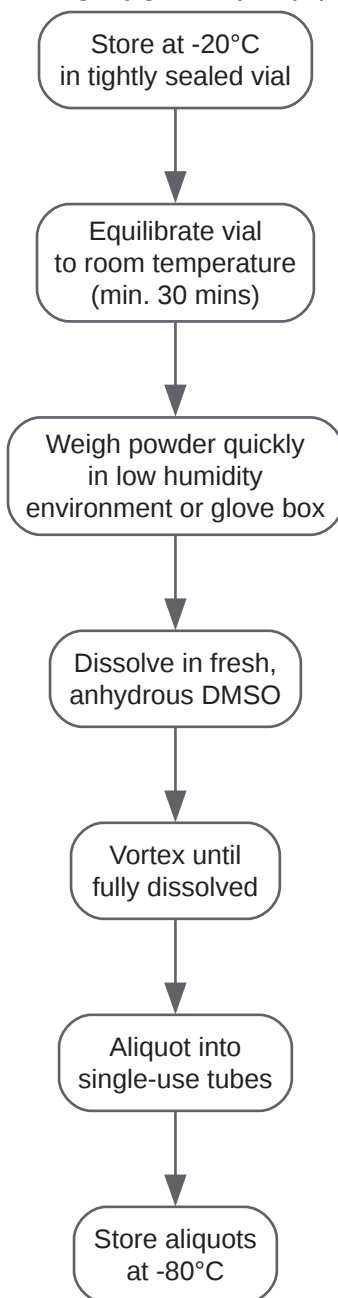 Store at -20°C
in tightly sealed vial
Equilibrate vial
to room temperature
(min. 30 mins)
Weigh powder quickly
in low humidity
environment or glove box
Dissolve in fresh,
anhydrous DMSO
Vortex until
fully dissolved
Aliquot into
single-use tubes
Store aliquots
at -80°C